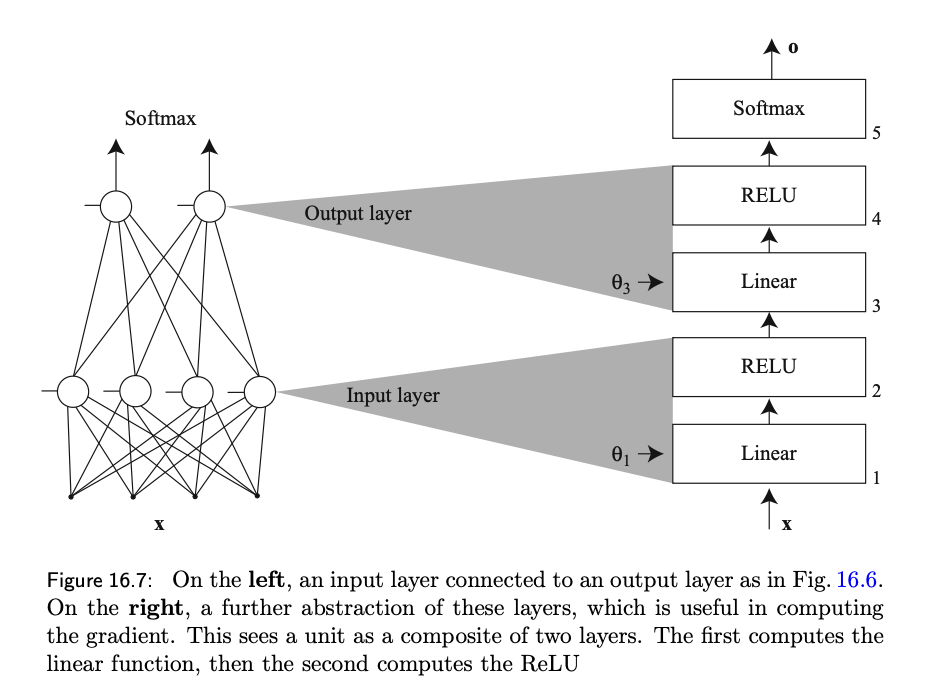 o
Softmax
5
Softmax
RELU
4
Output layer
θ3
Linear
3
RELU
2
Input layer
θ1
Linear
1
x
x
Figure 16.7: On the left, an input layer connected to an output layer as in Fig. 16.6.
On the right, a further abstraction of these layers, which is useful in computing
the gradient. This sees a unit as a composite of two layers. The first computes the
linear function, then the second computes the ReLU